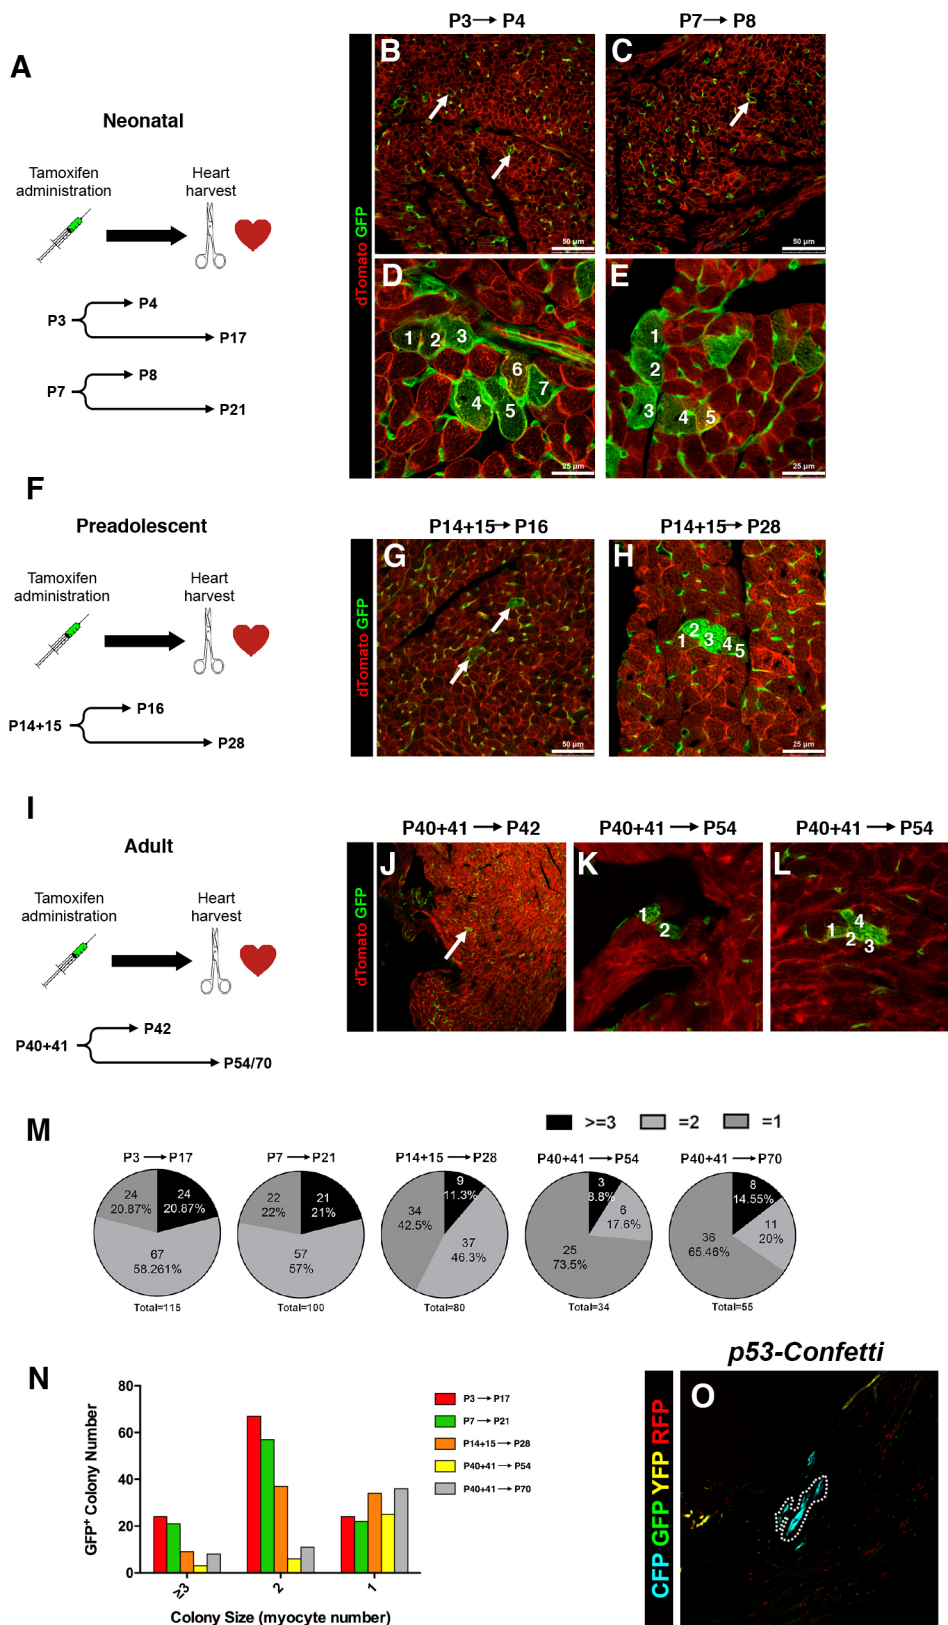 A
Neonatal
Tamoxifen administration
Heart harvest
P3
P4
P17
P7
P8
P21
P3 → P4
P7 → P8
dTomato GFP
B
50 µm
C
50 µm
D
1 2 3
4 5 6 7
25 µm
E
1
2
3
4
5
25 µm
F
Preadolescent
Tamoxifen administration
Heart harvest
P14+15
P16
P28
P14+15 → P16
P14+15 → P28
dTomato GFP
G
50 µm
H
1 2 3 4 5
25 µm
I
Adult
Tamoxifen administration
Heart harvest
P40+41
P42
P54/70
P40+41 → P42
P40+41 → P54
P40+41 → P54
dTomato GFP
J
K
1
2
L
1 2 3 4
M
>=3
=2
=1
P3 → P17
24
20.87%
24
20.87%
67
58.261%
Total=115
P7 → P21
22
22%
21
21%
57
57%
Total=100
P14+15 → P28
9
11.3%
34
42.5%
37
46.3%
Total=80
P40+41 → P54
3
8.8%
6
17.6%
25
73.5%
Total=34
P40+41 → P70
8
14.55%
11
20%
36
65.46%
Total=55
N
GFP⁺ Colony Number
80
60
40
20
0
≥3
2
1
Colony Size (myocyte number)
P3 → P17
P7 → P21
P14+15 → P28
P40+41 → P54
P40+41 → P70
p53-Confetti
CFP GFP YFP RFP
O